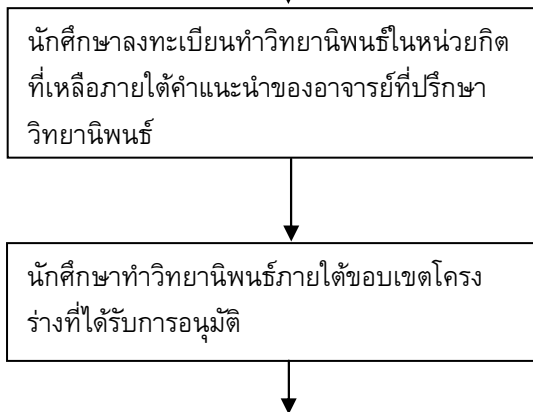 นักศึกษาลงทะเบียนทำวิทยานิพนธ์ในหน่วยกิต
ที่เหลือภายใต้คำแนะนำของอาจารย์ที่ปรึกษา
วิทยานิพนธ์
นักศึกษาทำวิทยานิพนธ์ภายใต้ขอบเขตโครง
ร่างที่ได้รับการอนุมัติ